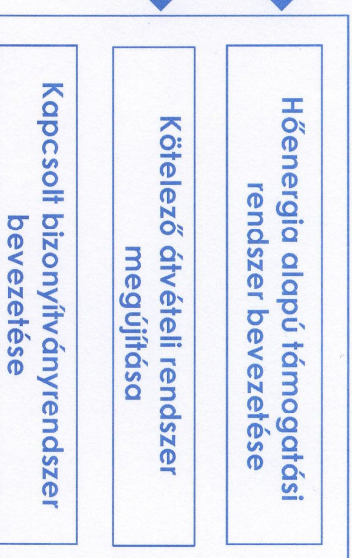 Hőenergia alapú támogatási
rendszer bevezetése
Kötelező átvételi rendszer
megújítása
Kapcsolt bizonyítványrendszer
bevezetése